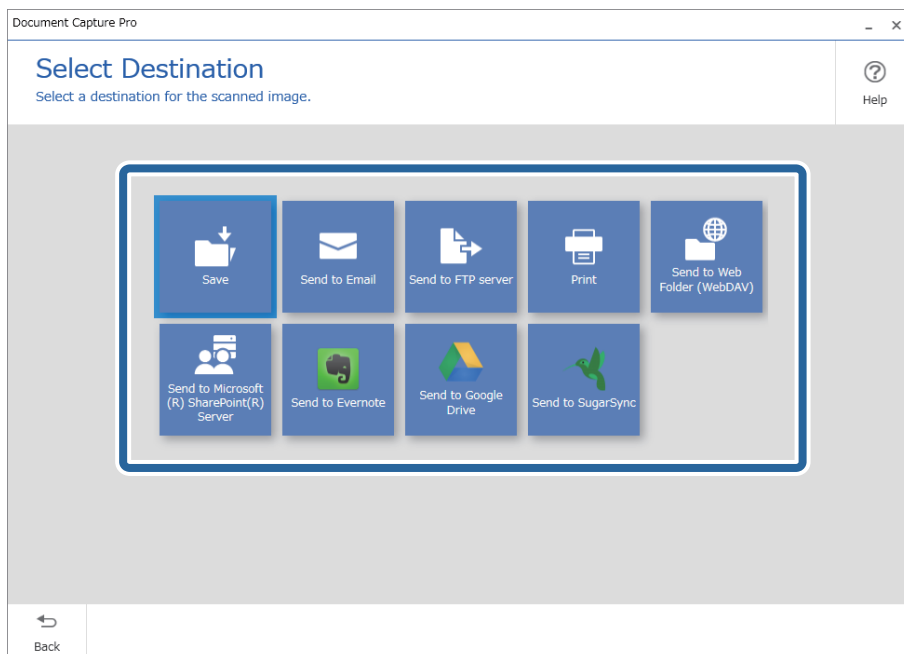 Document Capture Pro
Select Destination
Select a destination for the scanned image.
Help
Save
Send to Email
Send to FTP server
Print
Send to Web
Folder (WebDAV)
Send to Microsoft
(R) SharePoint(R)
Server
Send to Evernote
Send to Google
Drive
Send to SugarSync
Back